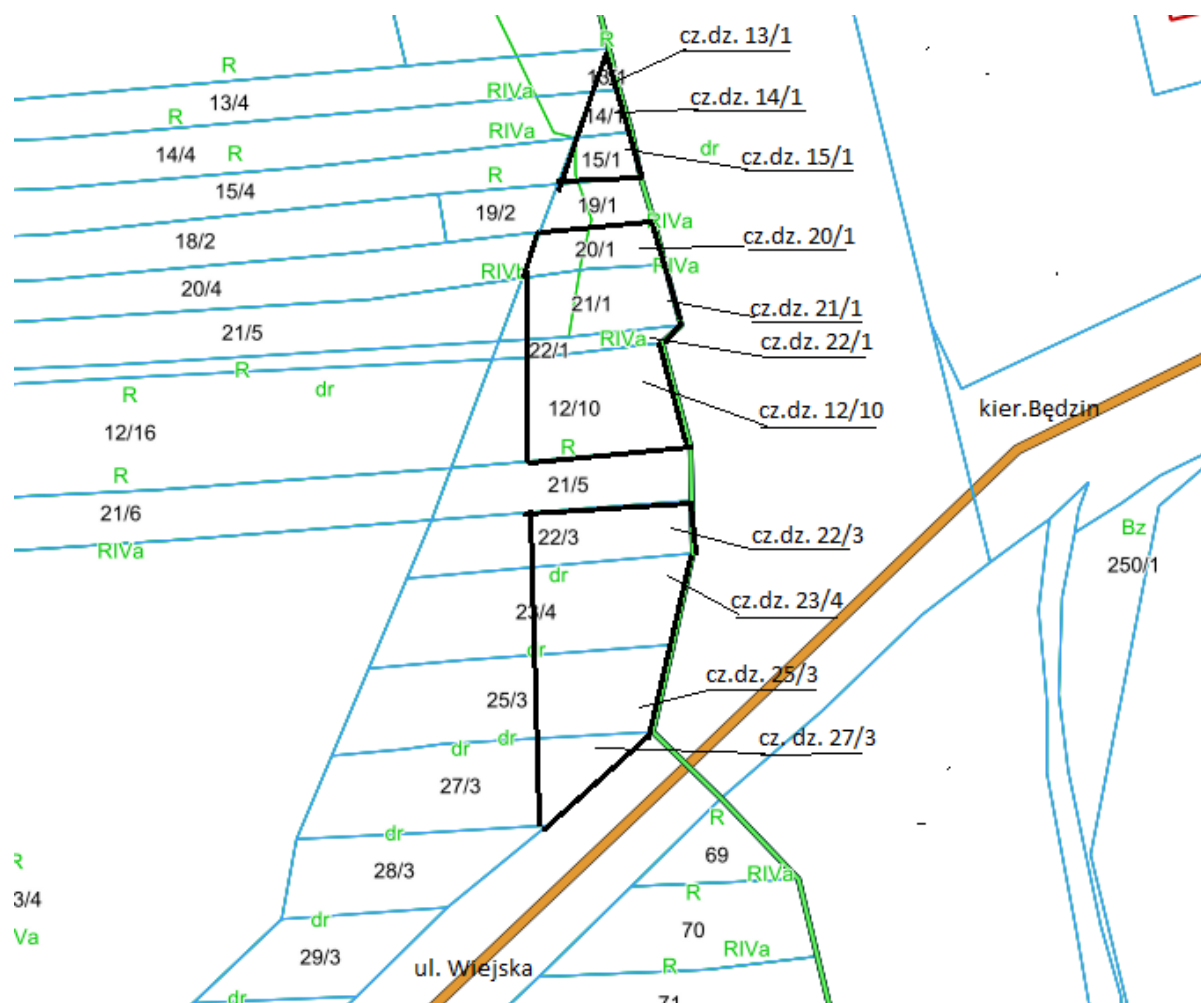 R
cz.dz. 13/1
R
13/1
13/4
RIVa
cz.dz. 14/1
R
14/1
RIVa
dr
14/4
R
15/1
cz.dz. 15/1
R
15/4
19/2
19/1
RIVa
18/2
20/1
cz.dz. 20/1
RIVa
20/4
21/1
cz.dz. 21/1
21/5
RIVa
cz.dz. 22/1
22/1
R
dr
R
12/10
cz.dz. 12/10
kier.Będzin
12/16
R
R
21/5
21/6
RIVa
22/3
cz.dz. 22/3
Bz
250/1
dr
23/4
cz.dz. 23/4
dr
25/3
cz.dz. 25/3
dr
dr
cz. dz. 27/3
27/3
R
dr
69
R
28/3
RIVa
3/4
R
dr
70
Va
RIVa
29/3
ul. Wiejska
R
dr
71